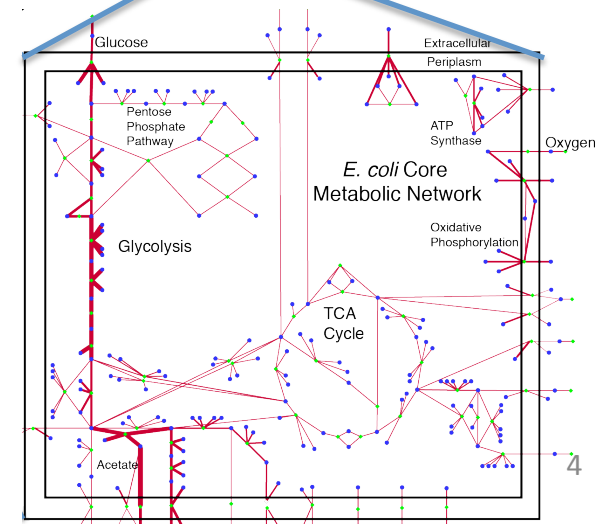 Glucose
Extracellular
Periplasm
Pentose
Phosphate
Pathway
ATP
Synthase
Oxygen
E. coli Core
Metabolic Network
Glycolysis
Oxidative
Phosphorylation
TCA
Cycle
Acetate
4